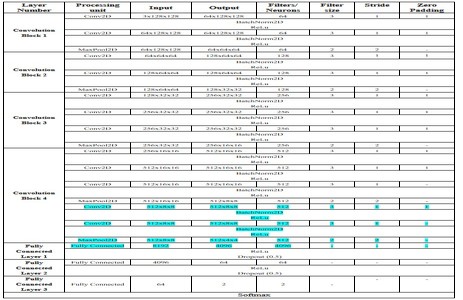 Layer Number Processing unit Input Output Filters/ Neurons Filter size Stride Zero Padding
Convolution Block 1
Conv2D 3x128x128 64x128x128 64 3 1 1
BatchNorm2D
ReLu
Conv2D 64x128x128 64x128x128 64 3 1 1
BatchNorm2D
ReLu
MaxPool2D 64x128x128 64x64x64 64 2 2 -
Convolution Block 2
Conv2D 64x64x64 128x64x64 128 3
BatchNorm2D
ReLu
Conv2D 128x64x64 128x64x64 128 3 1 1
BatchNorm2D
ReLu
MaxPool2D 128x64x64 128x32x32 128 2 2 -
Convolution Block 3
Conv2D 128x32x32 256x32x32 256 3 1 1
BatchNorm2D
ReLu
Conv2D 256x32x32 256x32x32 256 3 1 1
BatchNorm2D
ReLu
Conv2D 256x32x32 256x32x32 256 3 1 1
BatchNorm2D
ReLu
MaxPool2D 256x32x32 256x16x16 256 2 2 -
Convolution Block 4
Conv2D 256x16x16 512x16x16 512 3 1 1
BatchNorm2D
ReLu
Conv2D 512x16x16 512x16x16 512 3 1 1
BatchNorm2D
ReLu
Conv2D 512x16x16 512x16x16 512 3 1 -
BatchNorm2D
ReLu
MaxPool2D 512x16x16 512x8x8 512 2 2 -
Conv2D 512x8x8 512x8x8 512 3 1 1
BatchNorm2D
ReLu
Conv2D 512x8x8 512x8x8 512 3 1 -
BatchNorm2D
ReLu
MaxPool2D 512x8x8 512x4x4 512 2 2 -
Fully Connected Layer 1
Fully Connected 8192 4096 4096
ReLu
Dropout (0.5)
Fully Connected Layer 2
Fully Connected 4096 64 64 - - -
ReLu
Dropout (0.5)
Fully Connected Layer 3
Fully Connected 64 2 2 - - -
Softmax